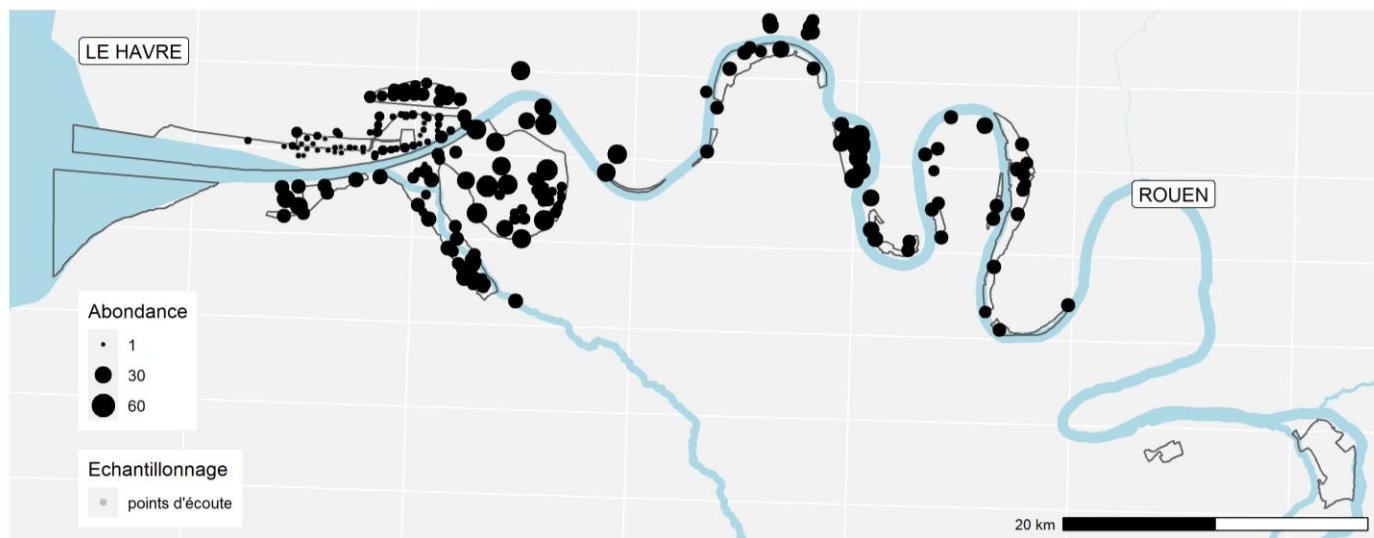 LE HAVRE
ROUEN
Abondance
1
30
60
Echantillonnage
points d'écoute
20 km